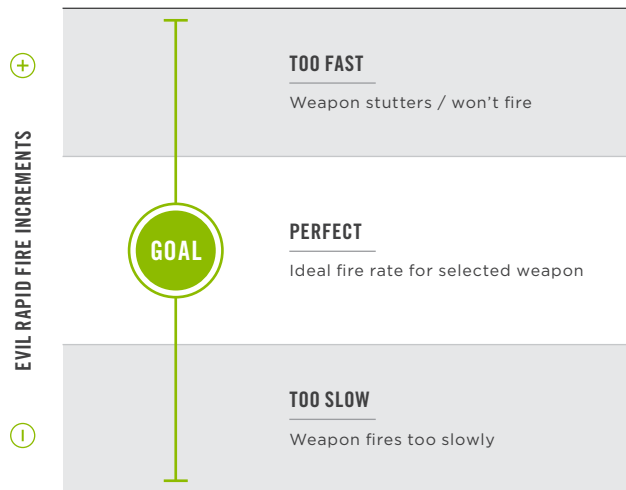 EVIL RAPID FIRE INCREMENTS
+
TOO FAST
Weapon stutters / won’t fire
GOAL
PERFECT
Ideal fire rate for selected weapon
TOO SLOW
Weapon fires too slowly
−